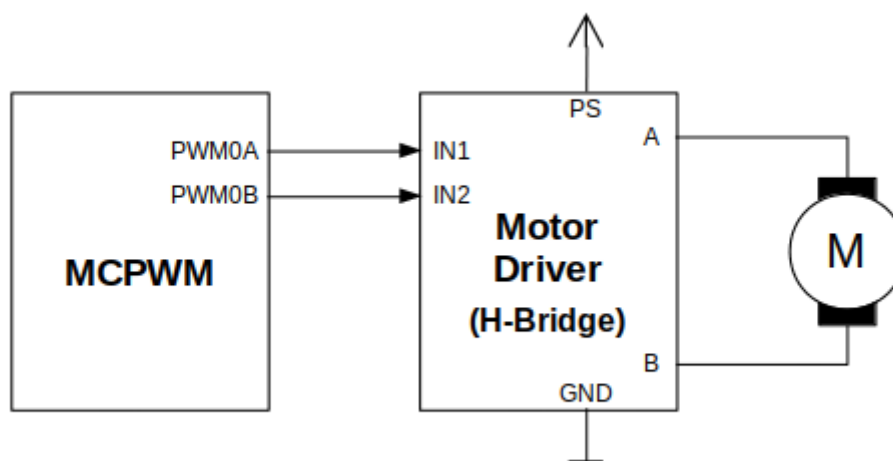 PS
A
PWM0A
IN1
PWM0B
IN2
Motor
Driver
(H-Bridge)
MCPWM
M
B
GND